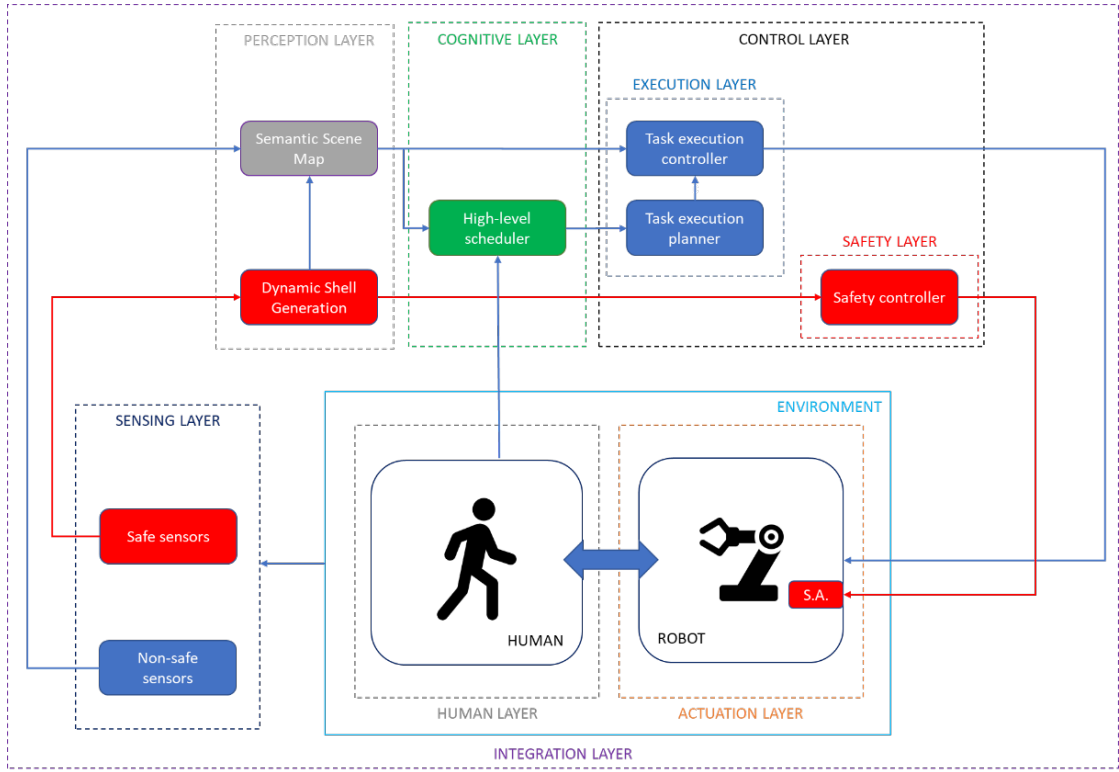 PERCEPTION LAYER
COGNITIVE LAYER
CONTROL LAYER
EXECUTION LAYER
Semantic Scene
Map
Task execution
controller
High-level
scheduler
Task execution
planner
SAFETY LAYER
Dynamic Shell
Generation
Safety controller
ENVIRONMENT
SENSING LAYER
Safe sensors
S.A.
HUMAN
ROBOT
Non-safe
sensors
HUMAN LAYER
ACTUATION LAYER
INTEGRATION LAYER